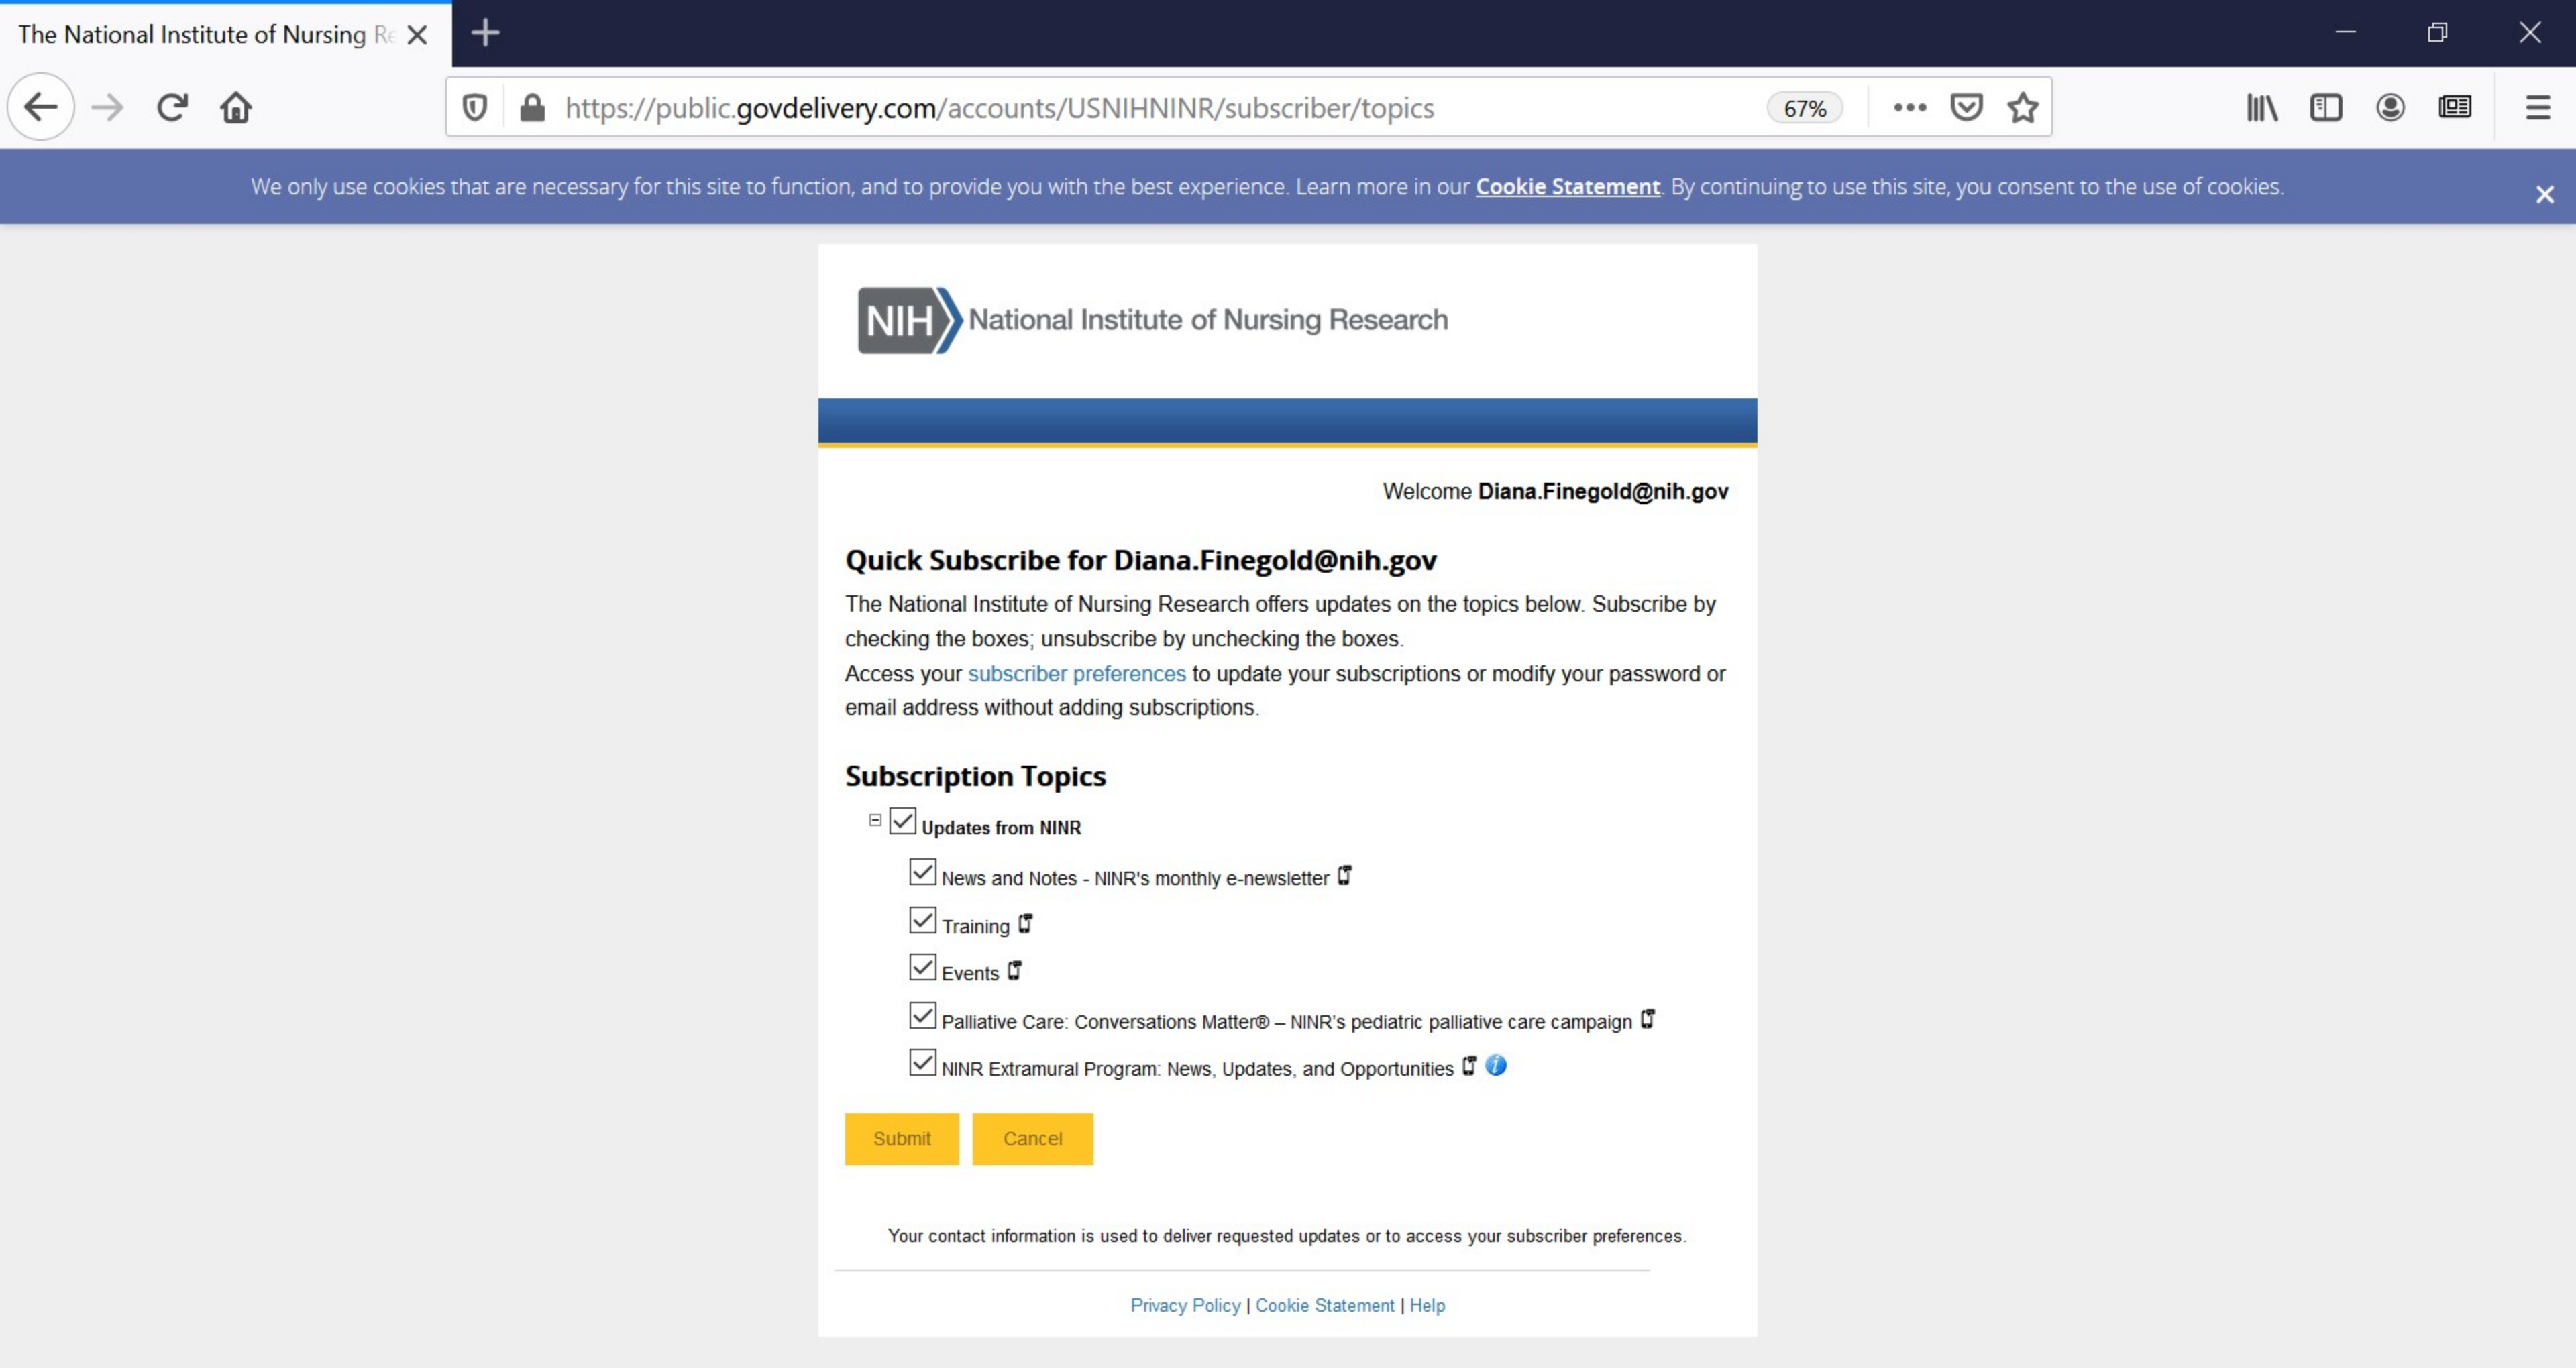 The National Institute of Nursing Re
https://public.govdelivery.com/accounts/USNIHNINR/subscriber/topics
67%
We only use cookies that are necessary for this site to function, and to provide you with the best experience. Learn more in our Cookie Statement. By continuing to use this site, you consent to the use of cookies.
NIH National Institute of Nursing Research
Welcome Diana.Finegold@nih.gov
Quick Subscribe for Diana.Finegold@nih.gov
The National Institute of Nursing Research offers updates on the topics below. Subscribe by
checking the boxes; unsubscribe by unchecking the boxes.
Access your subscriber preferences to update your subscriptions or modify your password or
email address without adding subscriptions.
Subscription Topics
Updates from NINR
News and Notes - NINR's monthly e-newsletter
Training
Events
Palliative Care: Conversations Matter® – NINR’s pediatric palliative care campaign
NINR Extramural Program: News, Updates, and Opportunities
Submit Cancel
Your contact information is used to deliver requested updates or to access your subscriber preferences.
Privacy Policy | Cookie Statement | Help